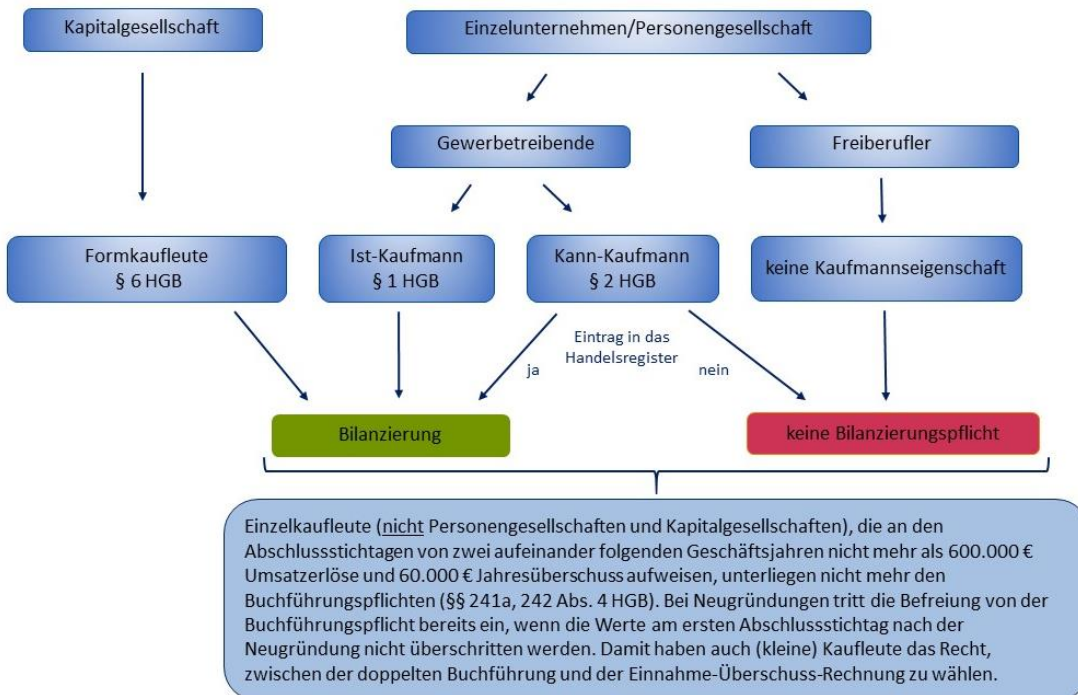 Kapitalgesellschaft
Einzelunternehmen/Personengesellschaft
Gewerbetreibende
Freiberufler
Formkaufleute
§ 6 HGB
Ist-Kaufmann
§ 1 HGB
Kann-Kaufmann
§ 2 HGB
keine Kaufmannseigenschaft
Eintrag in das
Handelsregister
ja
nein
Bilanzierung
keine Bilanzierungspflicht
Einzelkaufleute (nicht Personengesellschaften und Kapitalgesellschaften), die an den
Abschlussstichtagen von zwei aufeinander folgenden Geschäftsjahren nicht mehr als 600.000 €
Umsatzerlöse und 60.000 € Jahresüberschuss aufweisen, unterliegen nicht mehr den
Buchführungspflichten (§§ 241a, 242 Abs. 4 HGB). Bei Neugründungen tritt die Befreiung von der
Buchführungspflicht bereits ein, wenn die Werte am ersten Abschlussstichtag nach der
Neugründung nicht überschritten werden. Damit haben auch (kleine) Kaufleute das Recht,
zwischen der doppelten Buchführung und der Einnahme-Überschuss-Rechnung zu wählen.